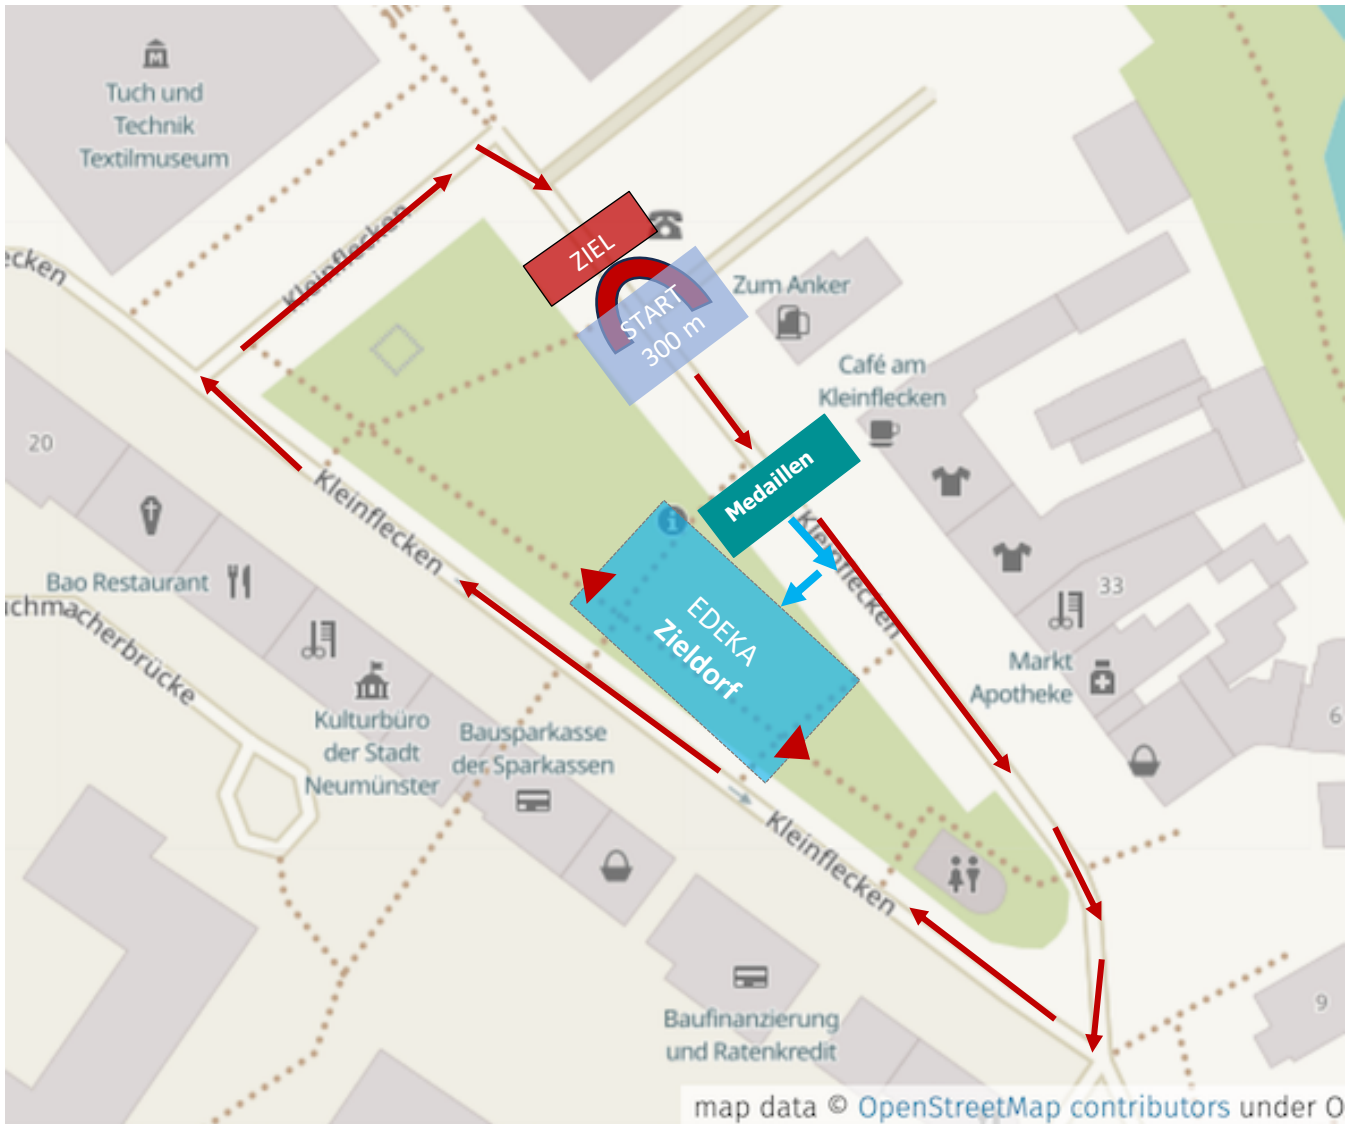 Tuch und
Technik
Textilmuseum
ecken
Kleinflecken
ZIEL
START
300 m
Zum Anker
Café am
Kleinflecken
20
Medaillen
Kleinflecken
Kleinflecken
Bao Restaurant
uchmacherbrücke
EDEKA
Zieldorf
33
Markt
Apotheke
6
Kulturbüro
der Stadt
Neumünster
Bausparkasse
der Sparkassen
Kleinflecken
Baufinanzierung
und Ratenkredit
9
map data © OpenStreetMap contributors under O